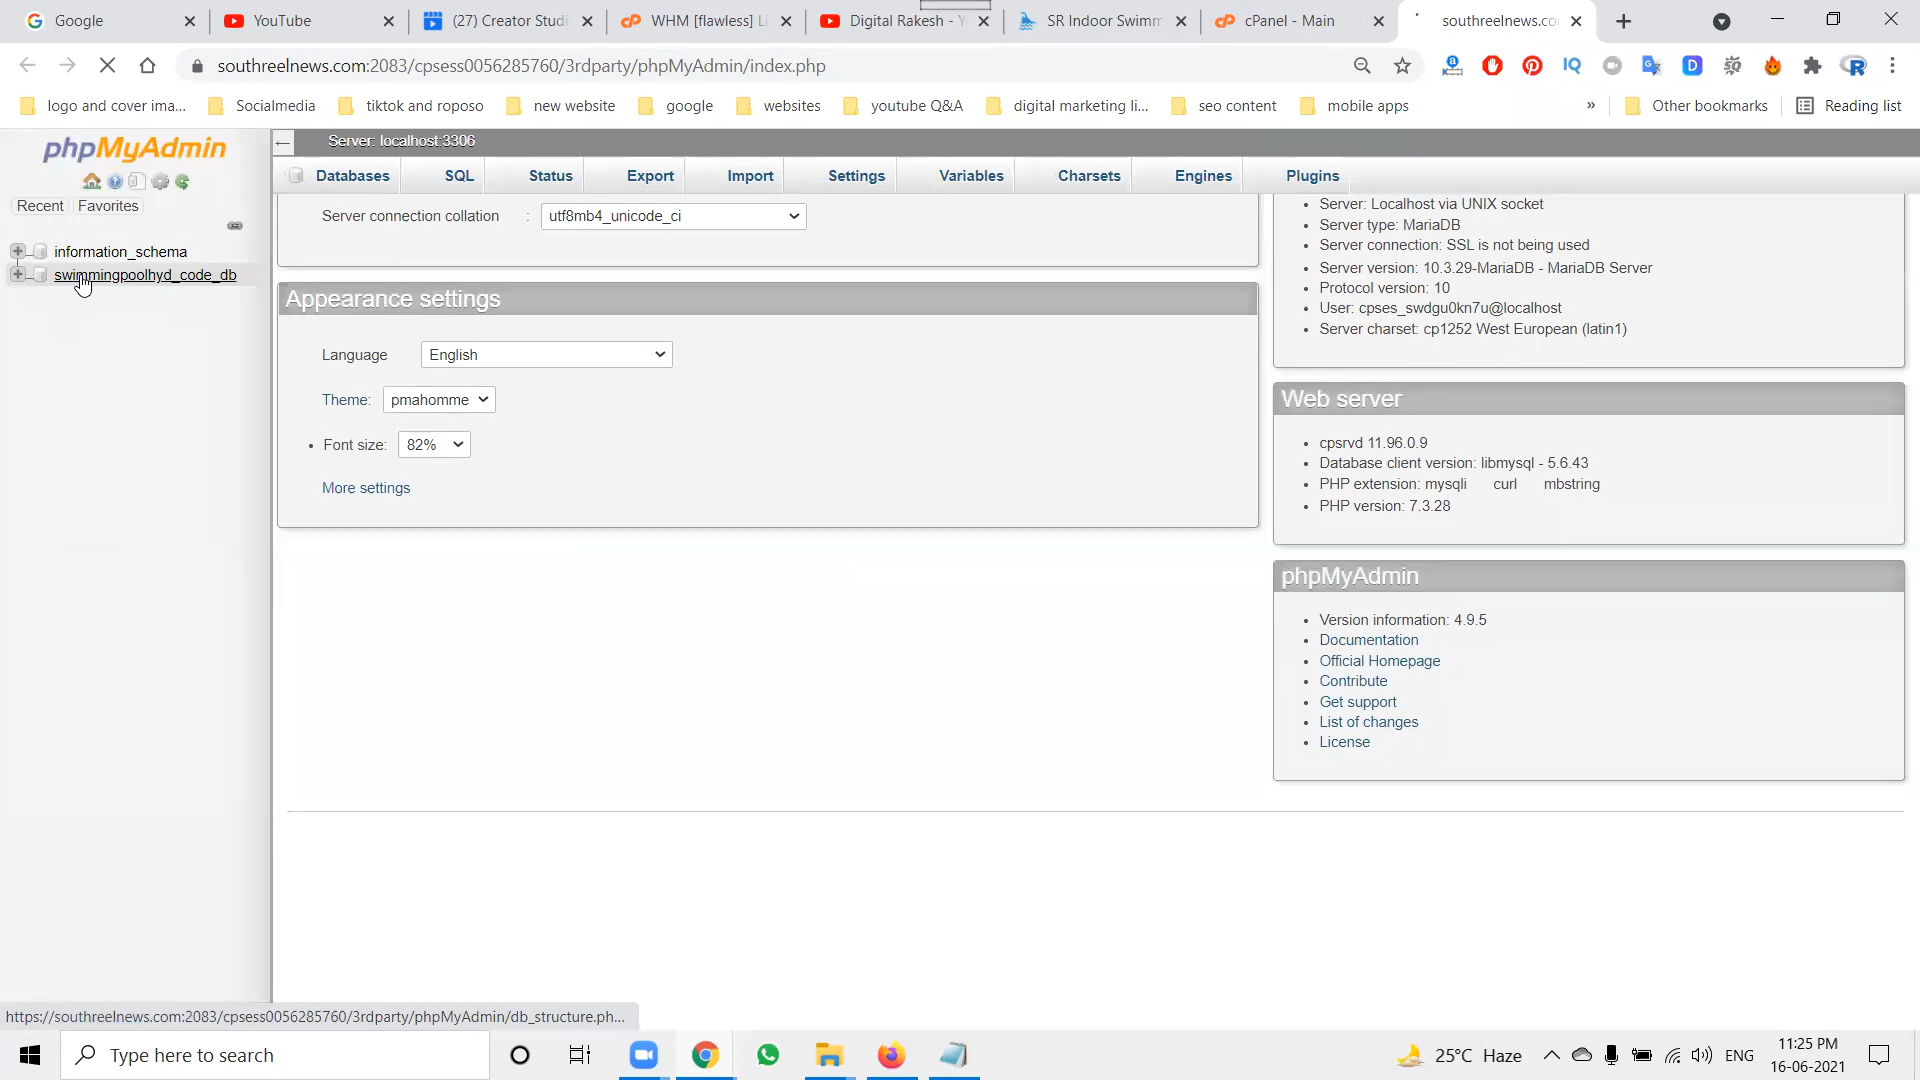 Google
YouTube
(27) Creator Studi
WHM [flawless] Li
Digital Rakesh - Y
SR Indoor Swimm
cPanel - Main
southreelnews.co
southreelnews.com:2083/cpsess0056285760/3rdparty/phpMyAdmin/index.php
logo and cover ima...
Socialmedia
tiktok and roposo
new website
google
websites
youtube Q&A
digital marketing li...
seo content
mobile apps
»
Other bookmarks
Reading list
phpMyAdmin
Recent
Favorites
information_schema
swimmingpoolhyd_code_db
Server: localhost:3306
Databases
SQL
Status
Export
Import
Settings
Variables
Charsets
Engines
Plugins
Server connection collation : utf8mb4_unicode_ci
Appearance settings
Language English
Theme: pmahomme
• Font size: 82%
More settings
• Server: Localhost via UNIX socket
• Server type: MariaDB
• Server connection: SSL is not being used
• Server version: 10.3.29-MariaDB - MariaDB Server
• Protocol version: 10
• User: cpses_swdgu0kn7u@localhost
• Server charset: cp1252 West European (latin1)
Web server
• cpsrvd 11.96.0.9
• Database client version: libmysql - 5.6.43
• PHP extension: mysqli curl mbstring
• PHP version: 7.3.28
phpMyAdmin
• Version information: 4.9.5
• Documentation
• Official Homepage
• Contribute
• Get support
• List of changes
• License
https://southreelnews.com:2083/cpsess0056285760/3rdparty/phpMyAdmin/db_structure.ph...
Type here to search
25°C Haze
ENG
11:25 PM
16-06-2021